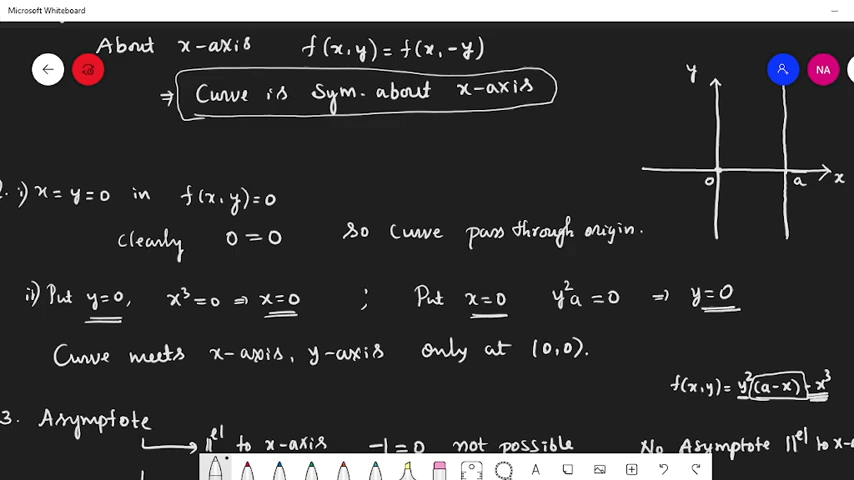 Microsoft Whiteboard
About x-axis f(x,y) = f(x,-y)
⇒ Curve is Sym. about x-axis
NA
y
o a x
2. i) x=y=0 in f(x,y)=0
Clearly 0=0 so Curve pass through origin.
ii) Put y=0, x³=0 ⇒ x=0 ; Put x=0 y²a=0 ⇒ y=0
Curve meets x-axis, y-axis only at (0,0).
f(x,y)= y²(a-x)-x³
3. Asymptote
||el to x-axis -1=0 not possible No Asymptote ||el to x-a
A